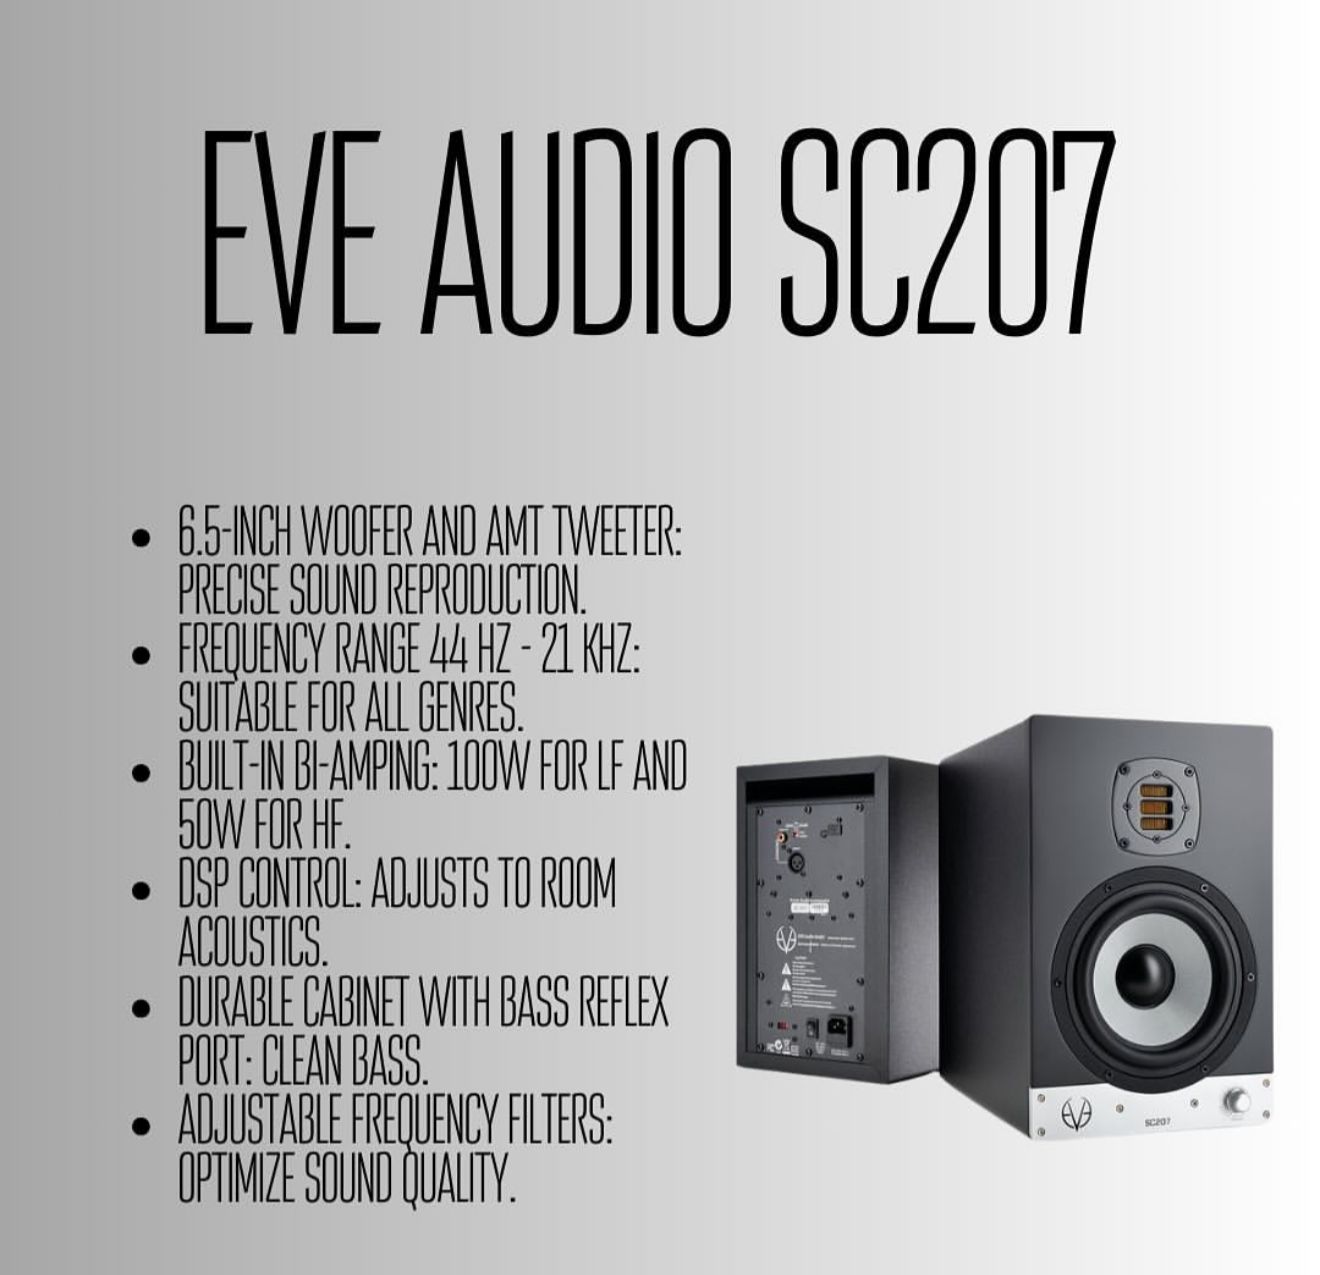 EVE AUDIO SC207
• 6.5-INCH WOOFER AND AMT TWEETER:
PRECISE SOUND REPRODUCTION.
• FREQUENCY RANGE 44 HZ - 21 KHZ:
SUITABLE FOR ALL GENRES.
• BUILT-IN BI-AMPING: 100W FOR LF AND
50W FOR HF.
• DSP CONTROL: ADJUSTS TO ROOM
ACOUSTICS.
• DURABLE CABINET WITH BASS REFLEX
PORT: CLEAN BASS.
• ADJUSTABLE FREQUENCY FILTERS:
OPTIMIZE SOUND QUALITY.
EVE
SC207